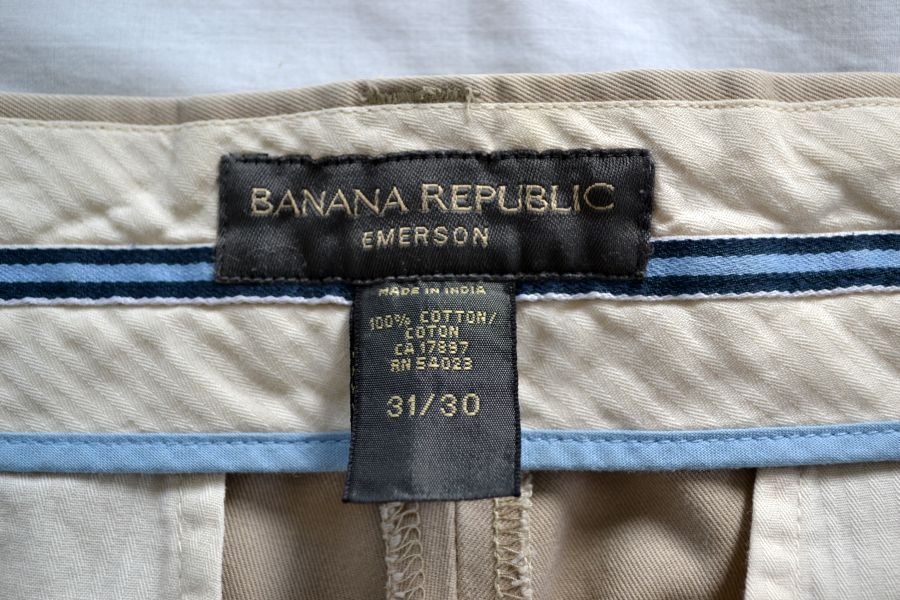 BANANA REPUBLIC
EMERSON
MADE IN INDIA
100% COTTON/
COTON
CA 17897
RN 54023
31/30